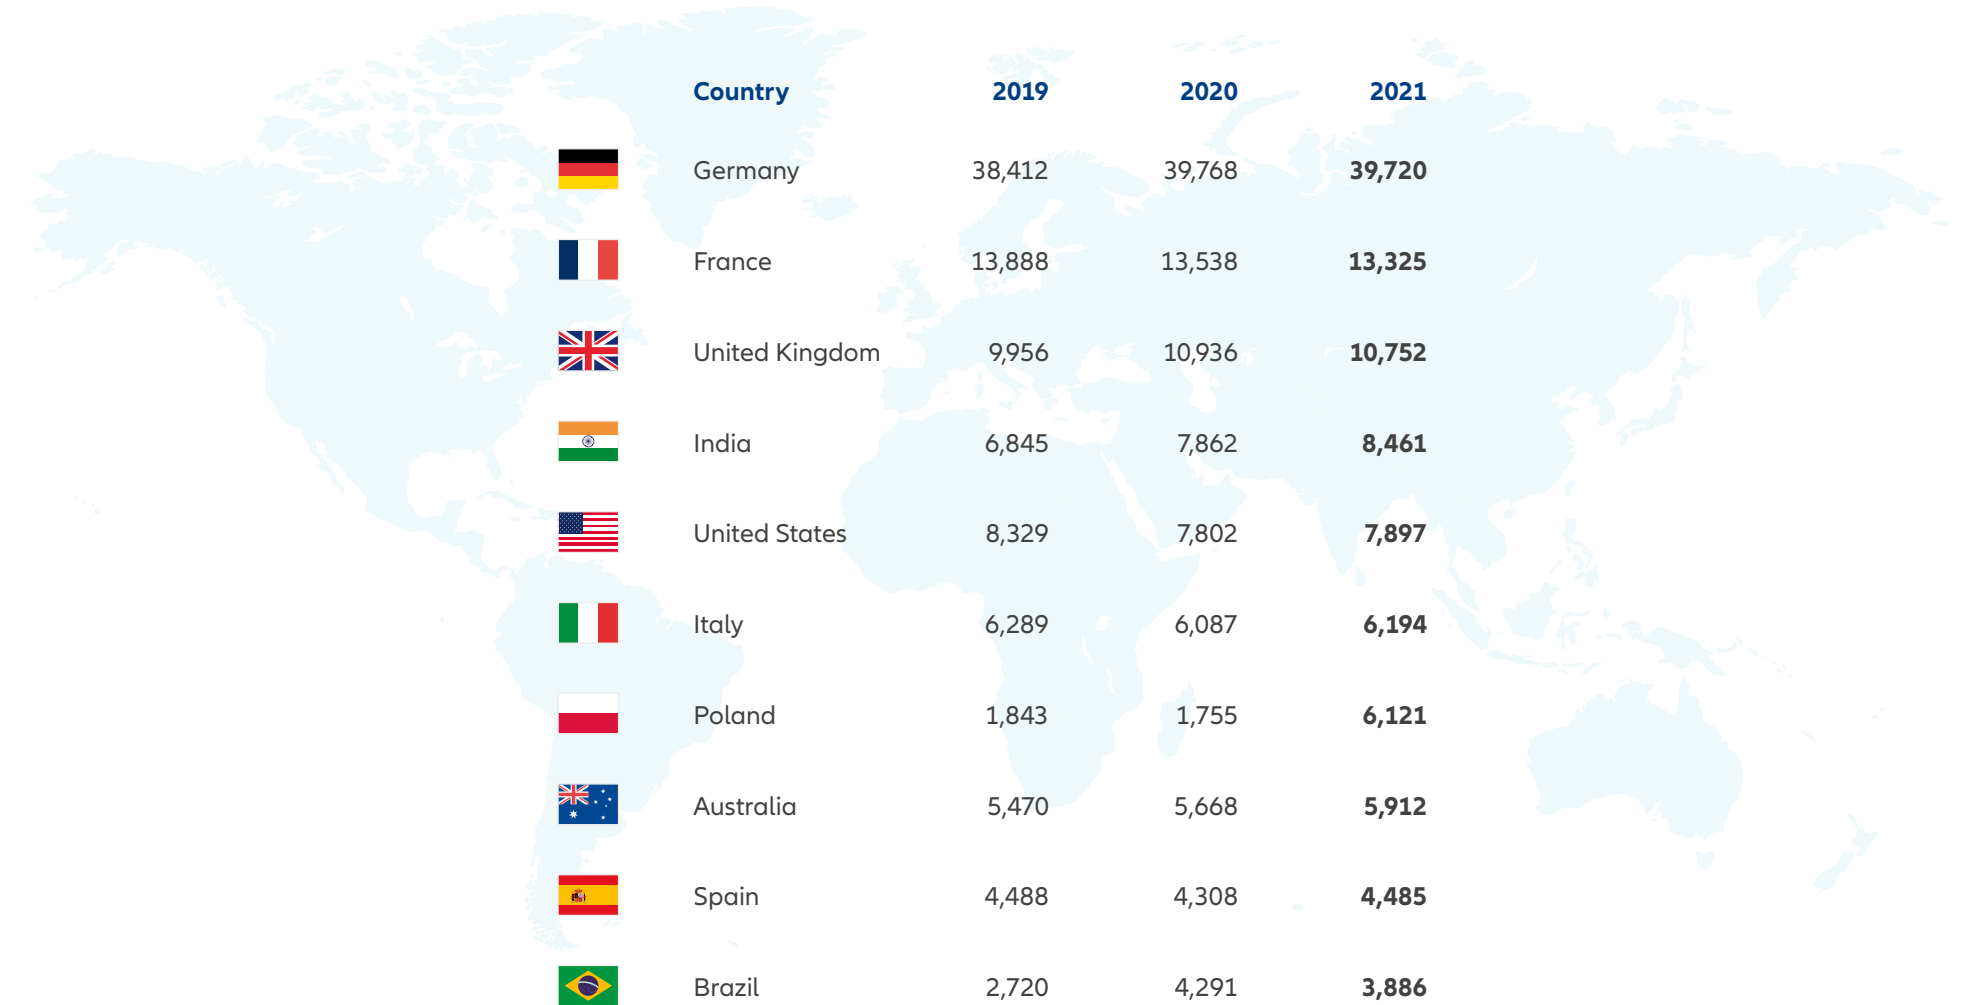 Country 2019 2020 2021
Germany 38,412 39,768 39,720
France 13,888 13,538 13,325
United Kingdom 9,956 10,936 10,752
India 6,845 7,862 8,461
United States 8,329 7,802 7,897
Italy 6,289 6,087 6,194
Poland 1,843 1,755 6,121
Australia 5,470 5,668 5,912
Spain 4,488 4,308 4,485
Brazil 2,720 4,291 3,886